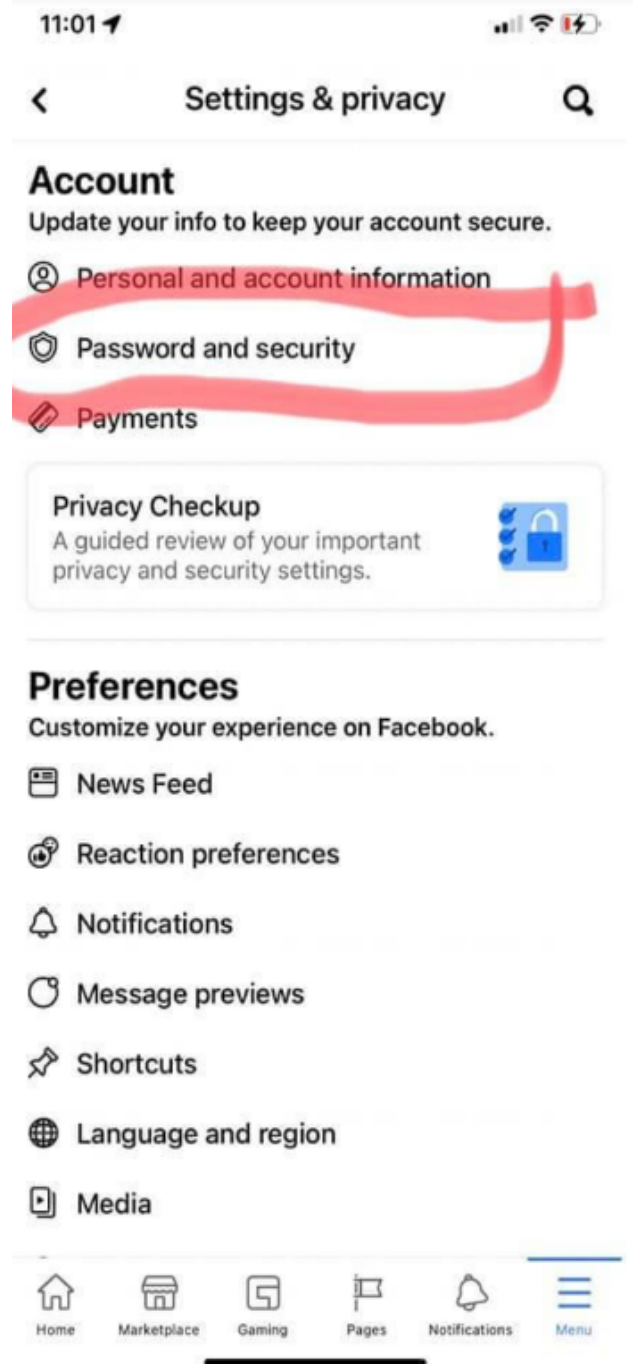 11:01
Settings & privacy
Account
Update your info to keep your account secure.
Personal and account information
Password and security
Payments
Privacy Checkup
A guided review of your important
privacy and security settings.
Preferences
Customize your experience on Facebook.
News Feed
Reaction preferences
Notifications
Message previews
Shortcuts
Language and region
Media
Home Marketplace Gaming Pages Notifications Menu